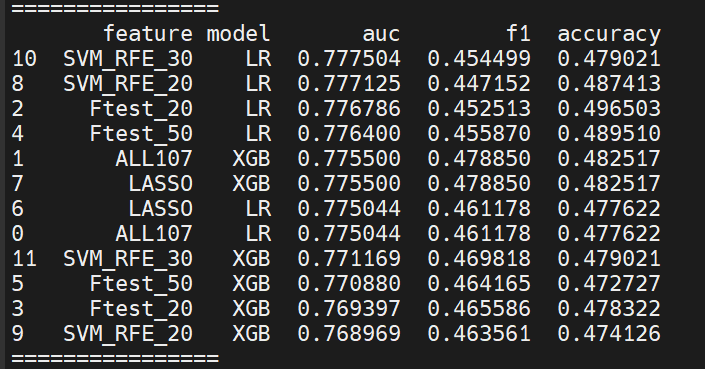 ================
feature model auc f1 accuracy
10 SVM_RFE_30 LR 0.777504 0.454499 0.479021
8 SVM_RFE_20 LR 0.777125 0.447152 0.487413
2 Ftest_20 LR 0.776786 0.452513 0.496503
4 Ftest_50 LR 0.776400 0.455870 0.489510
1 ALL107 XGB 0.775500 0.478850 0.482517
7 LASSO XGB 0.775500 0.478850 0.482517
6 LASSO LR 0.775044 0.461178 0.477622
0 ALL107 LR 0.775044 0.461178 0.477622
11 SVM_RFE_30 XGB 0.771169 0.469818 0.479021
5 Ftest_50 XGB 0.770880 0.464165 0.472727
3 Ftest_20 XGB 0.769397 0.465586 0.478322
9 SVM_RFE_20 XGB 0.768969 0.463561 0.474126
================